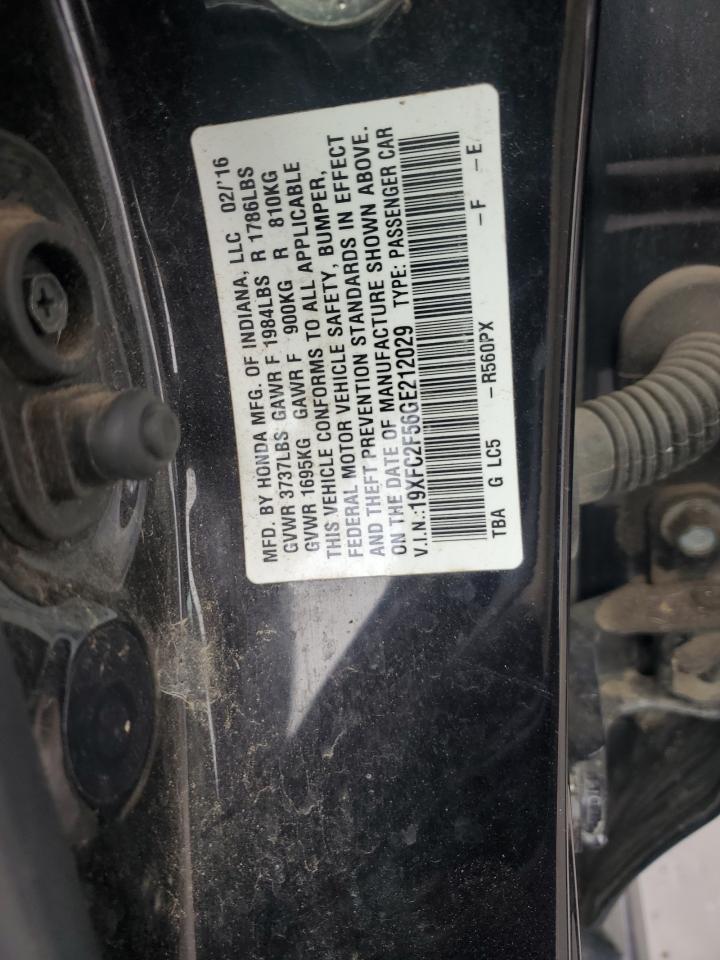 MFD. BY HONDA MFG. OF INDIANA, LLC 02/'16
GVWR 3737LBS GAWR F 1984LBS R 1786LBS
GVWR 1695KG GAWR F 900KG R 810KG
THIS VEHICLE CONFORMS TO ALL APPLICABLE
FEDERAL MOTOR VEHICLE SAFETY, BUMPER,
AND THEFT PREVENTION STANDARDS IN EFFECT
ON THE DATE OF MANUFACTURE SHOWN ABOVE.
V.I.N.:19XFC2F56GE212029 TYPE: PASSENGER CAR
TBA G LC5 -R560PX -F -E